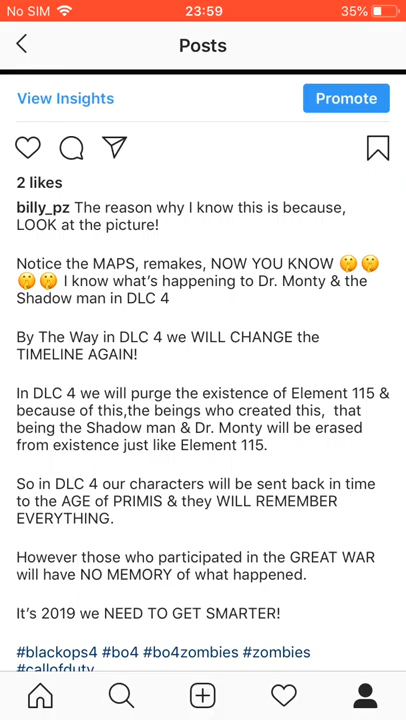 No SIM 23:59 35%
Posts
View Insights Promote
2 likes
billy_pz The reason why I know this is because,
LOOK at the picture!
Notice the MAPS, remakes, NOW YOU KNOW 🤫🤫
🤫🤫 I know what's happening to Dr. Monty & the
Shadow man in DLC 4
By The Way in DLC 4 we WILL CHANGE the
TIMELINE AGAIN!
In DLC 4 we will purge the existence of Element 115 &
because of this,the beings who created this, that
being the Shadow man & Dr. Monty will be erased
from existence just like Element 115.
So in DLC 4 our characters will be sent back in time
to the AGE of PRIMIS & they WILL REMEMBER
EVERYTHING.
However those who participated in the GREAT WAR
will have NO MEMORY of what happened.
It's 2019 we NEED TO GET SMARTER!
#blackops4 #bo4 #bo4zombies #zombies
#callofduty